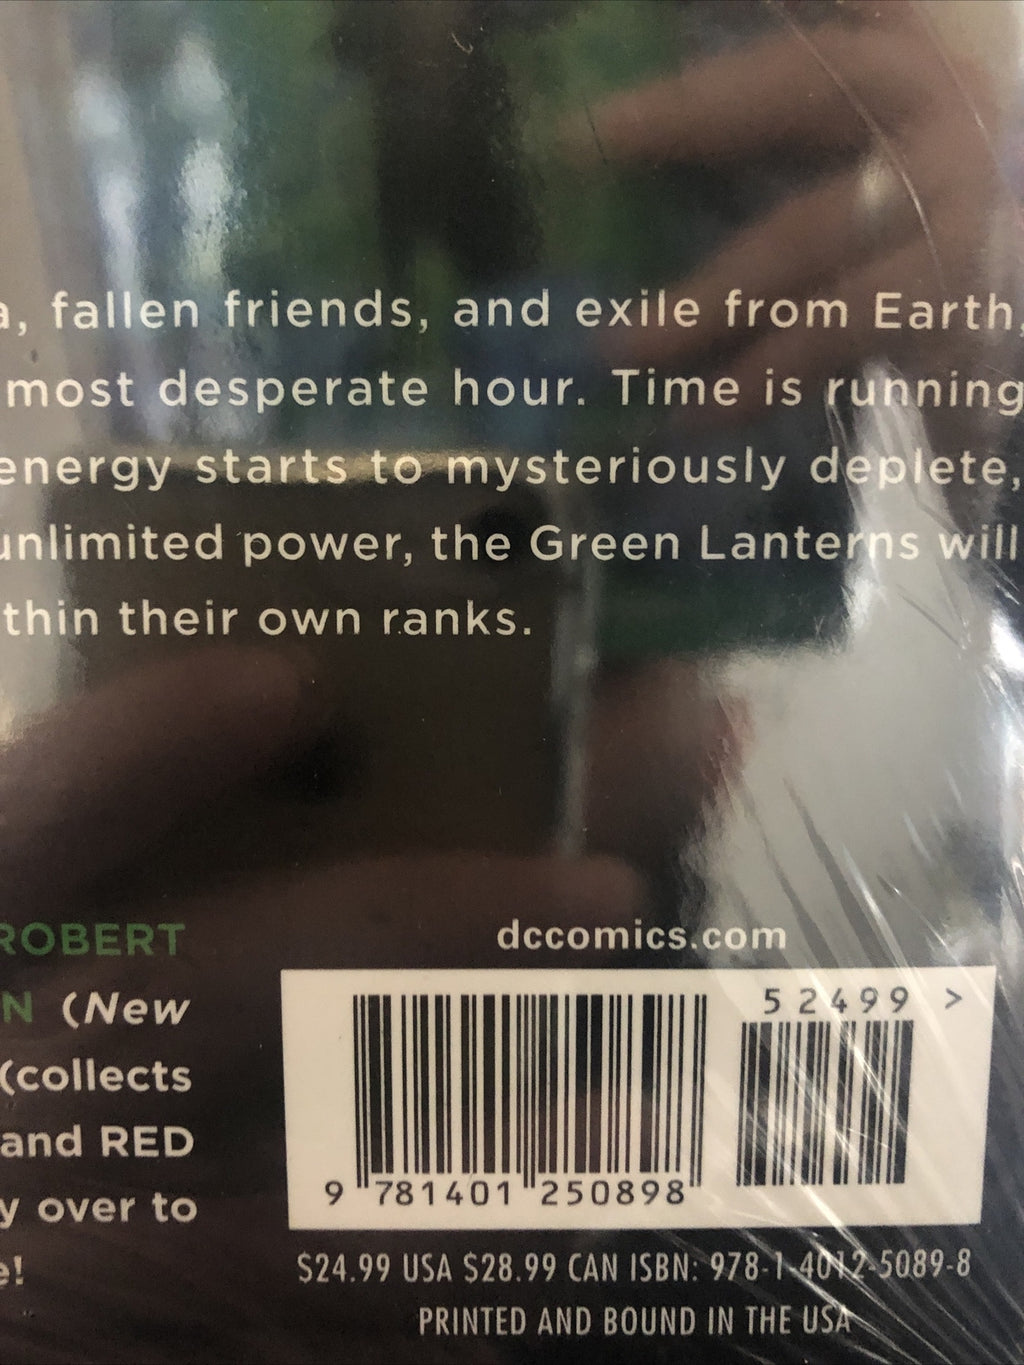 a, fallen friends, and exile from Earth,
most desperate hour. Time is running
energy starts to mysteriously deplete,
unlimited power, the Green Lanterns will
thin their own ranks.
ROBERT
N (New
(collects
and RED
y over to
e!
dccomics.com
52499 >
9 781401 250898
$24.99 USA $28.99 CAN ISBN: 978-1-4012-5089-8
PRINTED AND BOUND IN THE USA